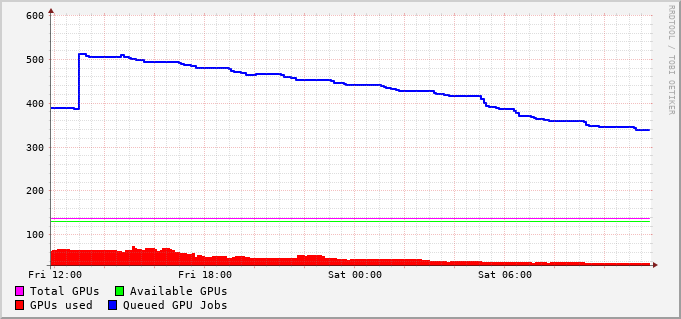 600
500
400
300
200
100
Fri 12:00 Fri 18:00 Sat 00:00 Sat 06:00
Total GPUs Available GPUs
GPUs used Queued GPU Jobs
RRDTOOL / TOBI OETIKER